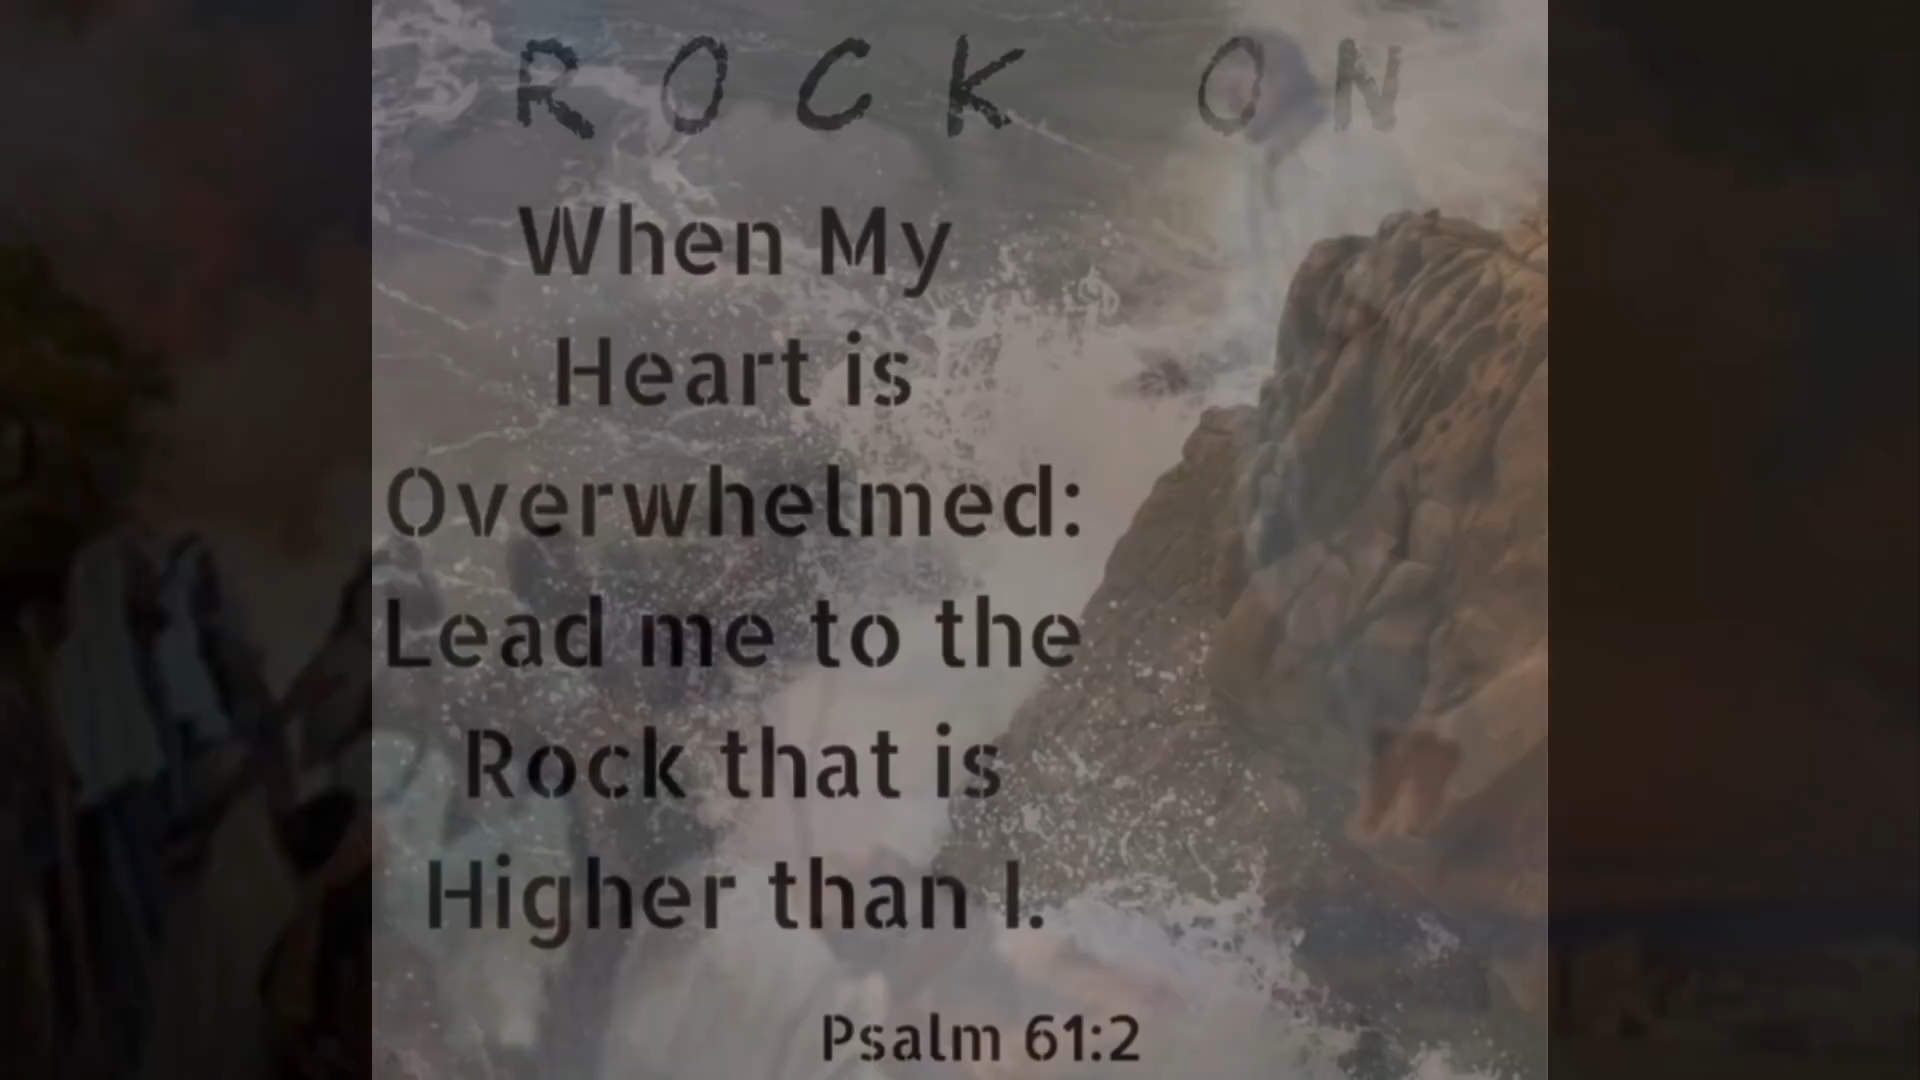 ROCK ON
When My
Heart is
Overwhelmed:
Lead me to the
Rock that is
Higher than I.
Psalm 61:2